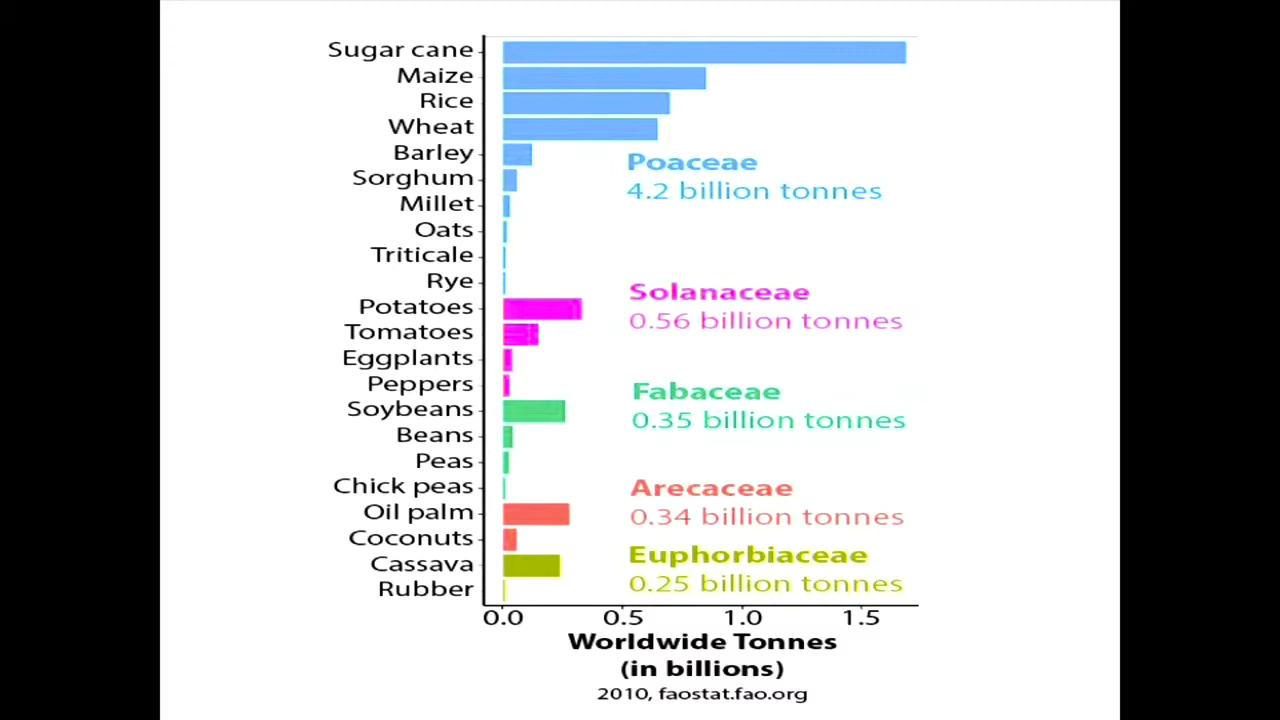 Sugar cane
Maize
Rice
Wheat
Barley
Poaceae
Sorghum
4.2 billion tonnes
Millet
Oats
Triticale
Rye
Solanaceae
Potatoes
0.56 billion tonnes
Tomatoes
Eggplants
Peppers
Fabaceae
Soybeans
0.35 billion tonnes
Beans
Peas
Chick peas
Arecaceae
Oil palm
0.34 billion tonnes
Coconuts
Euphorbiaceae
Cassava
0.25 billion tonnes
Rubber
0.0 0.5 1.0 1.5
Worldwide Tonnes
(in billions)
2010, faostat.fao.org